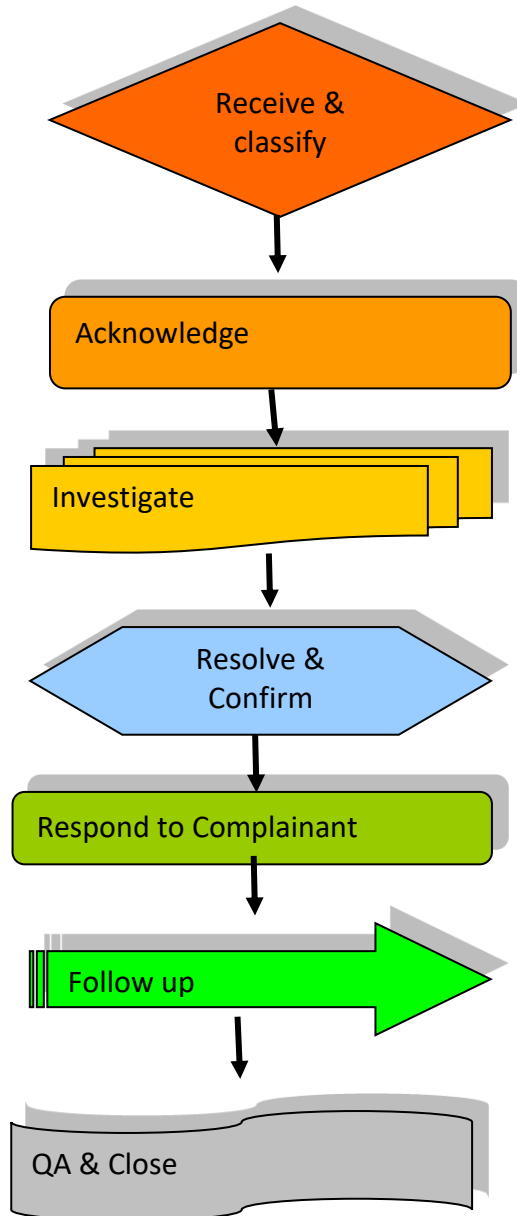 Receive &
classify
Acknowledge
Investigate
Resolve &
Confirm
Respond to Complainant
Follow up
QA & Close